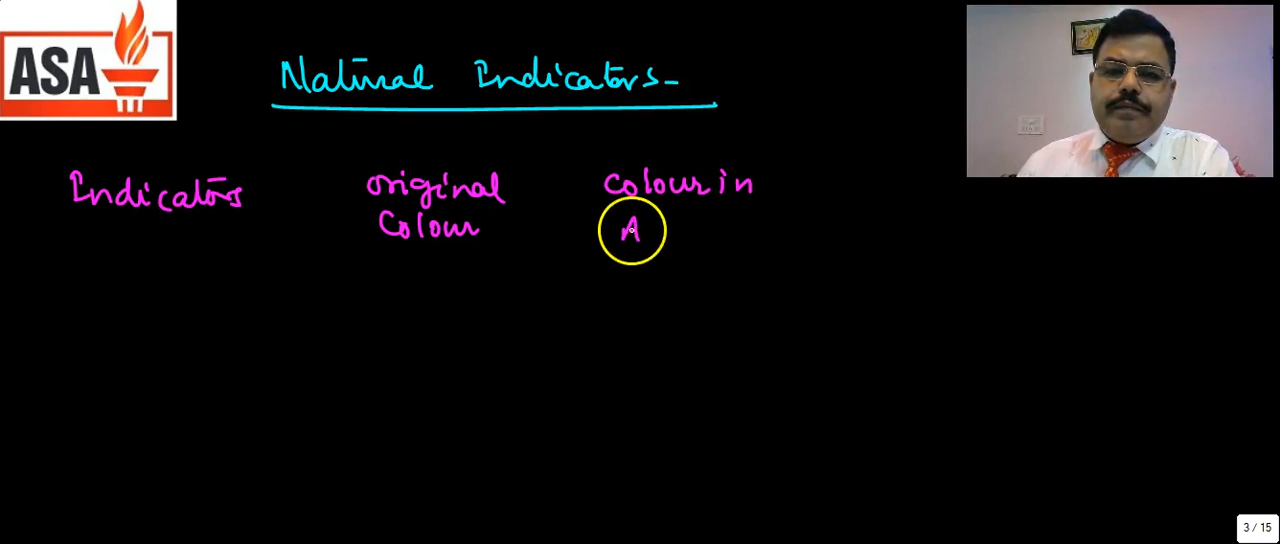 ASA
Natural Indicators-
Indicators original Colour in
Colour A
3 / 15